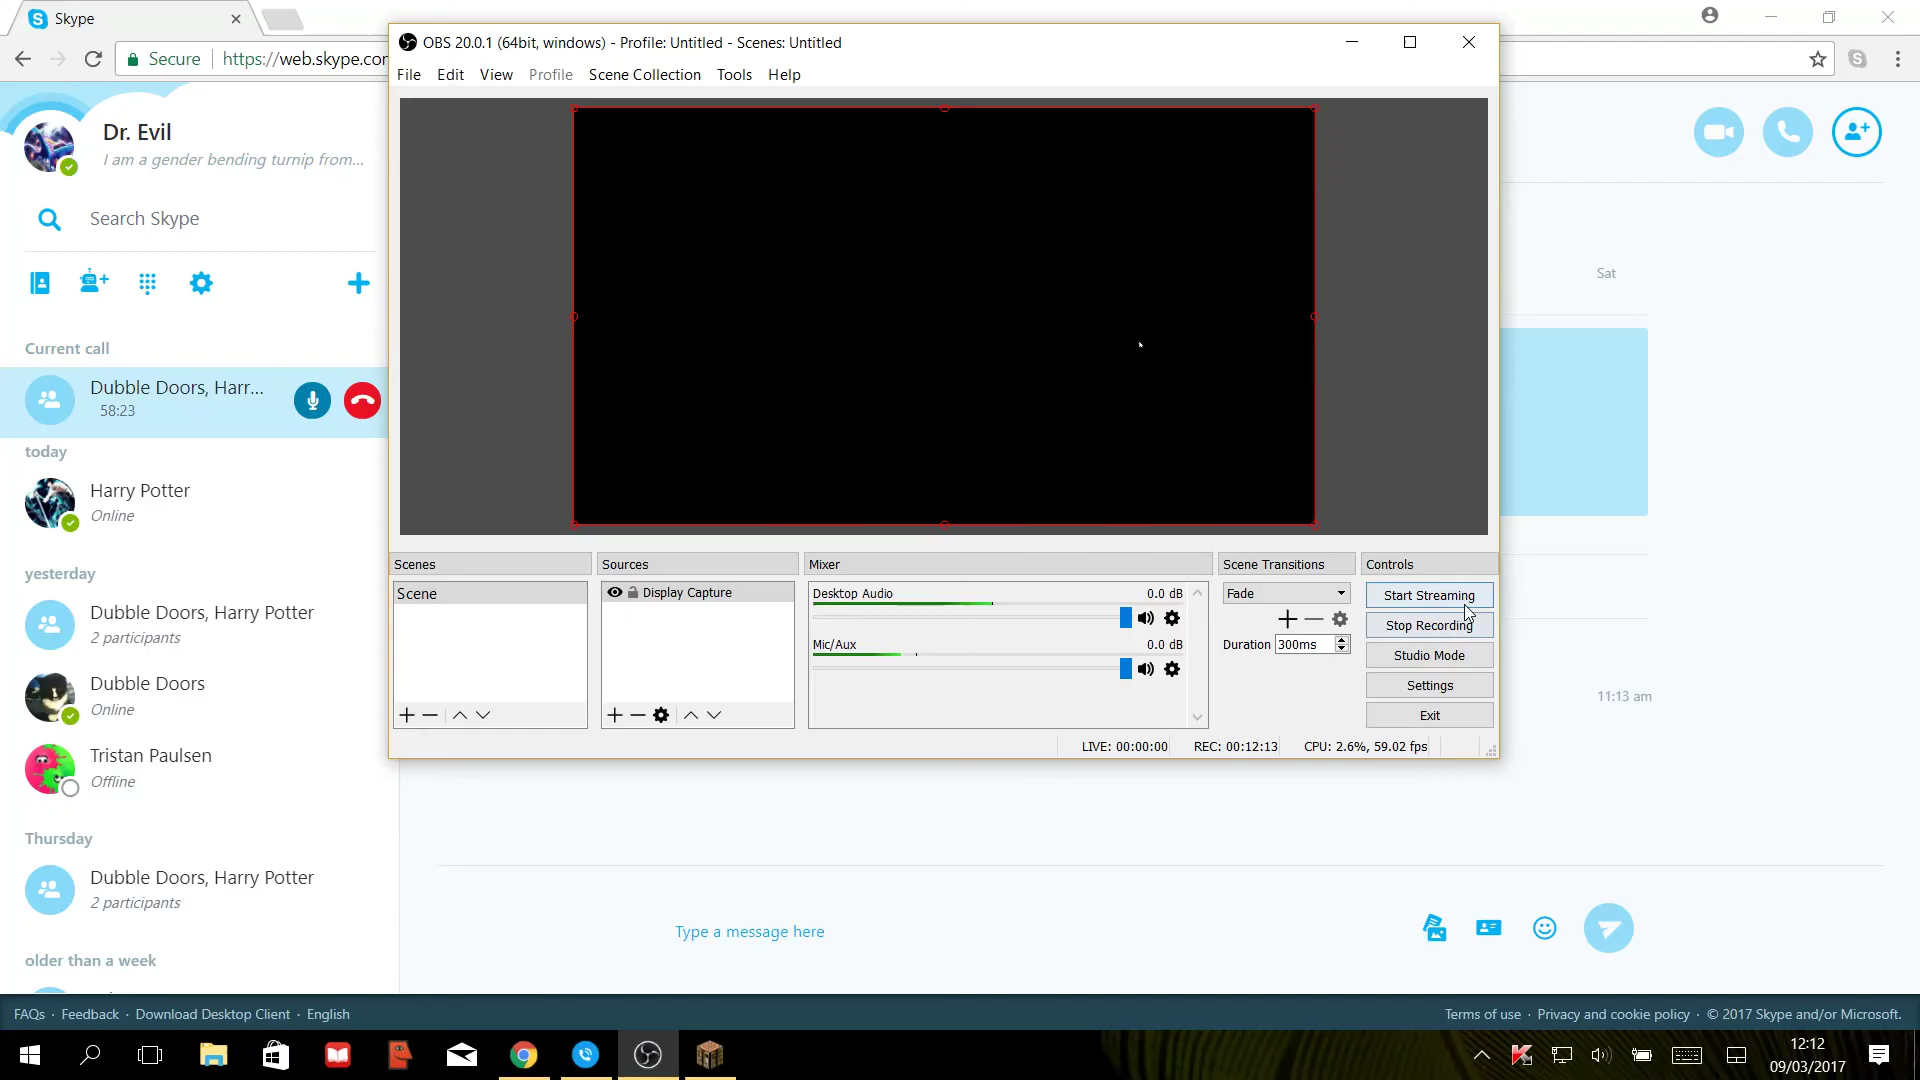 Skype
Secure
https://web.skype.cor
OBS 20.0.1 (64bit, windows) - Profile: Untitled - Scenes: Untitled
File Edit View Profile Scene Collection Tools Help
Dr. Evil
I am a gender bending turnip from...
Search Skype
Current call
Dubble Doors, Harr...
58:23
today
Harry Potter
Online
yesterday
Dubble Doors, Harry Potter
2 participants
Dubble Doors
Online
Tristan Paulsen
Offline
Thursday
Dubble Doors, Harry Potter
2 participants
older than a week
Sat
11:13 am
Scenes
Scene
Sources
Display Capture
Mixer
Desktop Audio 0.0 dB
Mic/Aux 0.0 dB
Scene Transitions
Fade
Duration 300ms
Controls
Start Streaming
Stop Recording
Studio Mode
Settings
Exit
LIVE: 00:00:00 REC: 00:12:13 CPU: 2.6%, 59.02 fps
Type a message here
FAQs · Feedback · Download Desktop Client · English
Terms of use · Privacy and cookie policy · © 2017 Skype and/or Microsoft.
12:12
09/03/2017